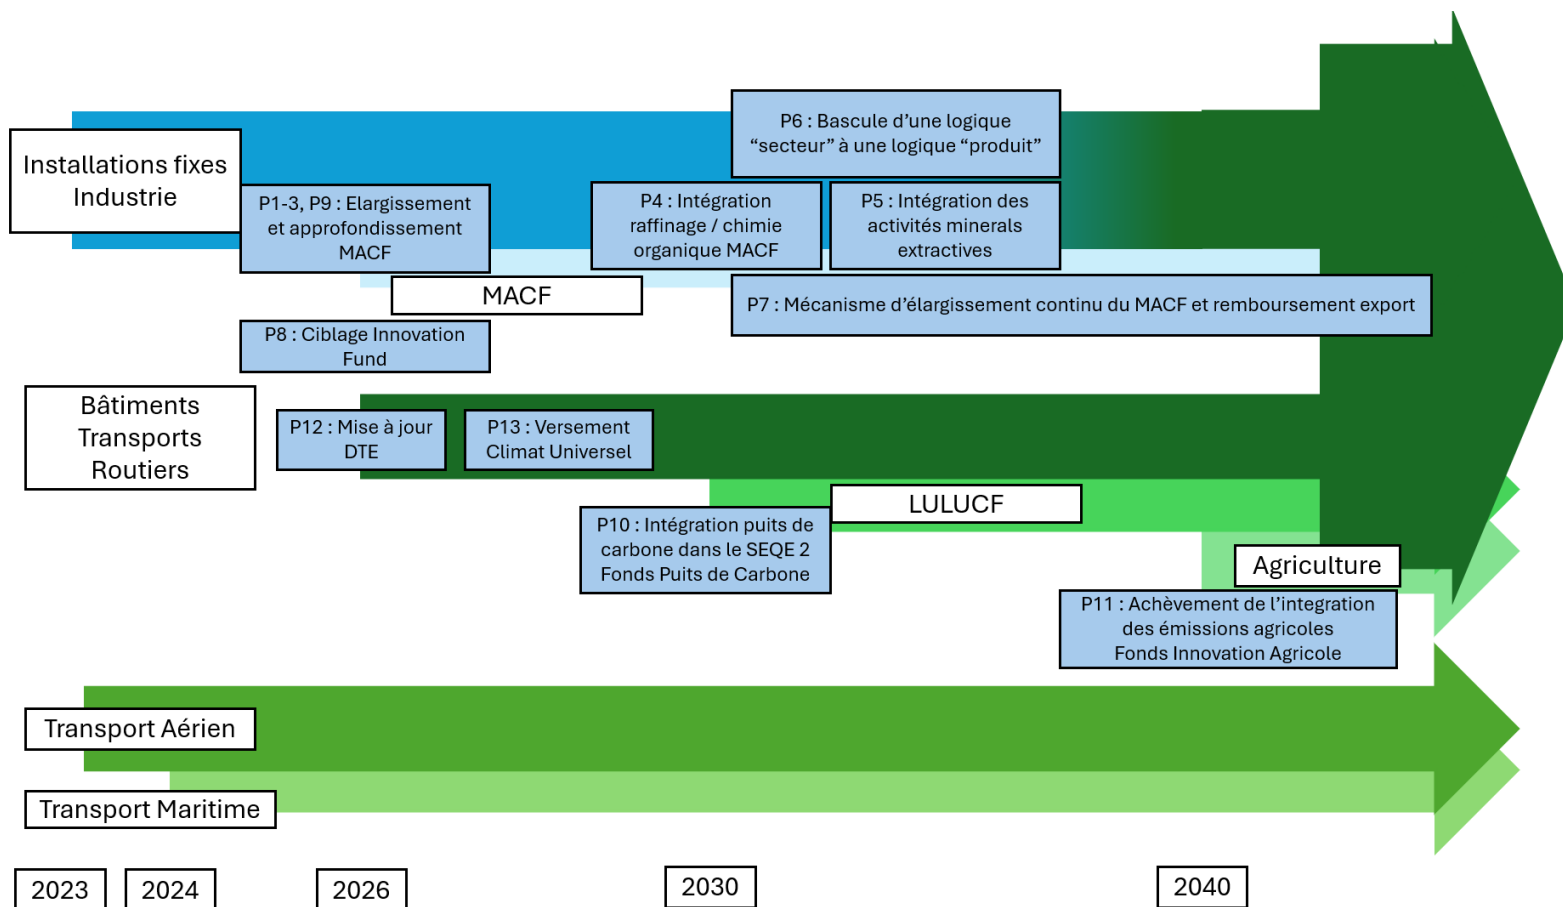 P6 : Bascule d’une logique
“secteur” à une logique “produit”
Installations fixes
Industrie
P1-3, P9 : Elargissement
et approfondissement
MACF
P4 : Intégration
raffinage / chimie
organique MACF
P5 : Intégration des
activités minerals
extractives
MACF
P7 : Mécanisme d’élargissement continu du MACF et remboursement export
P8 : Ciblage Innovation
Fund
Bâtiments
Transports
Routiers
P12 : Mise à jour
DTE
P13 : Versement
Climat Universel
LULUCF
P10 : Intégration puits de
carbone dans le SEQE 2
Fonds Puits de Carbone
Agriculture
P11 : Achèvement de l’integration
des émissions agricoles
Fonds Innovation Agricole
Transport Aérien
Transport Maritime
2023
2024
2026
2030
2040